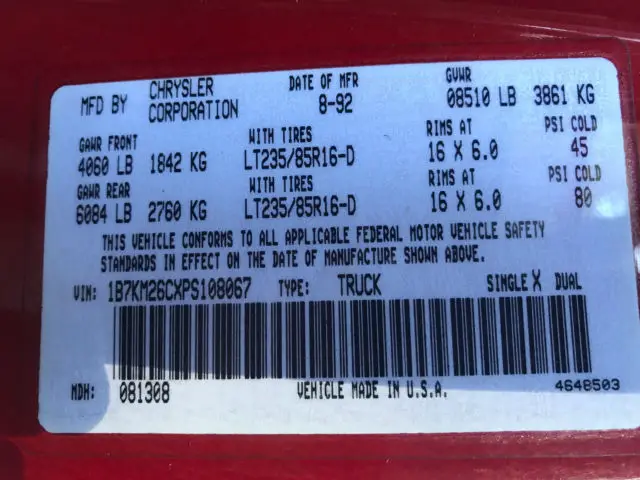 MFD BY CHRYSLER CORPORATION DATE OF MFR 8-92 GVWR 08510 LB 3861 KG
GAWR FRONT WITH TIRES RIMS AT PSI COLD
4060 LB 1842 KG LT235/85R16-D 16 X 6.0 45
GAWR REAR WITH TIRES RIMS AT PSI COLD
6084 LB 2760 KG LT235/85R16-D 16 X 6.0 80
THIS VEHICLE CONFORMS TO ALL APPLICABLE FEDERAL MOTOR VEHICLE SAFETY
STANDARDS IN EFFECT ON THE DATE OF MANUFACTURE SHOWN ABOVE.
VIN: 1B7KM26CXPS108067 TYPE: TRUCK SINGLE X DUAL
MDH: 081308 VEHICLE MADE IN U.S.A. 4648503